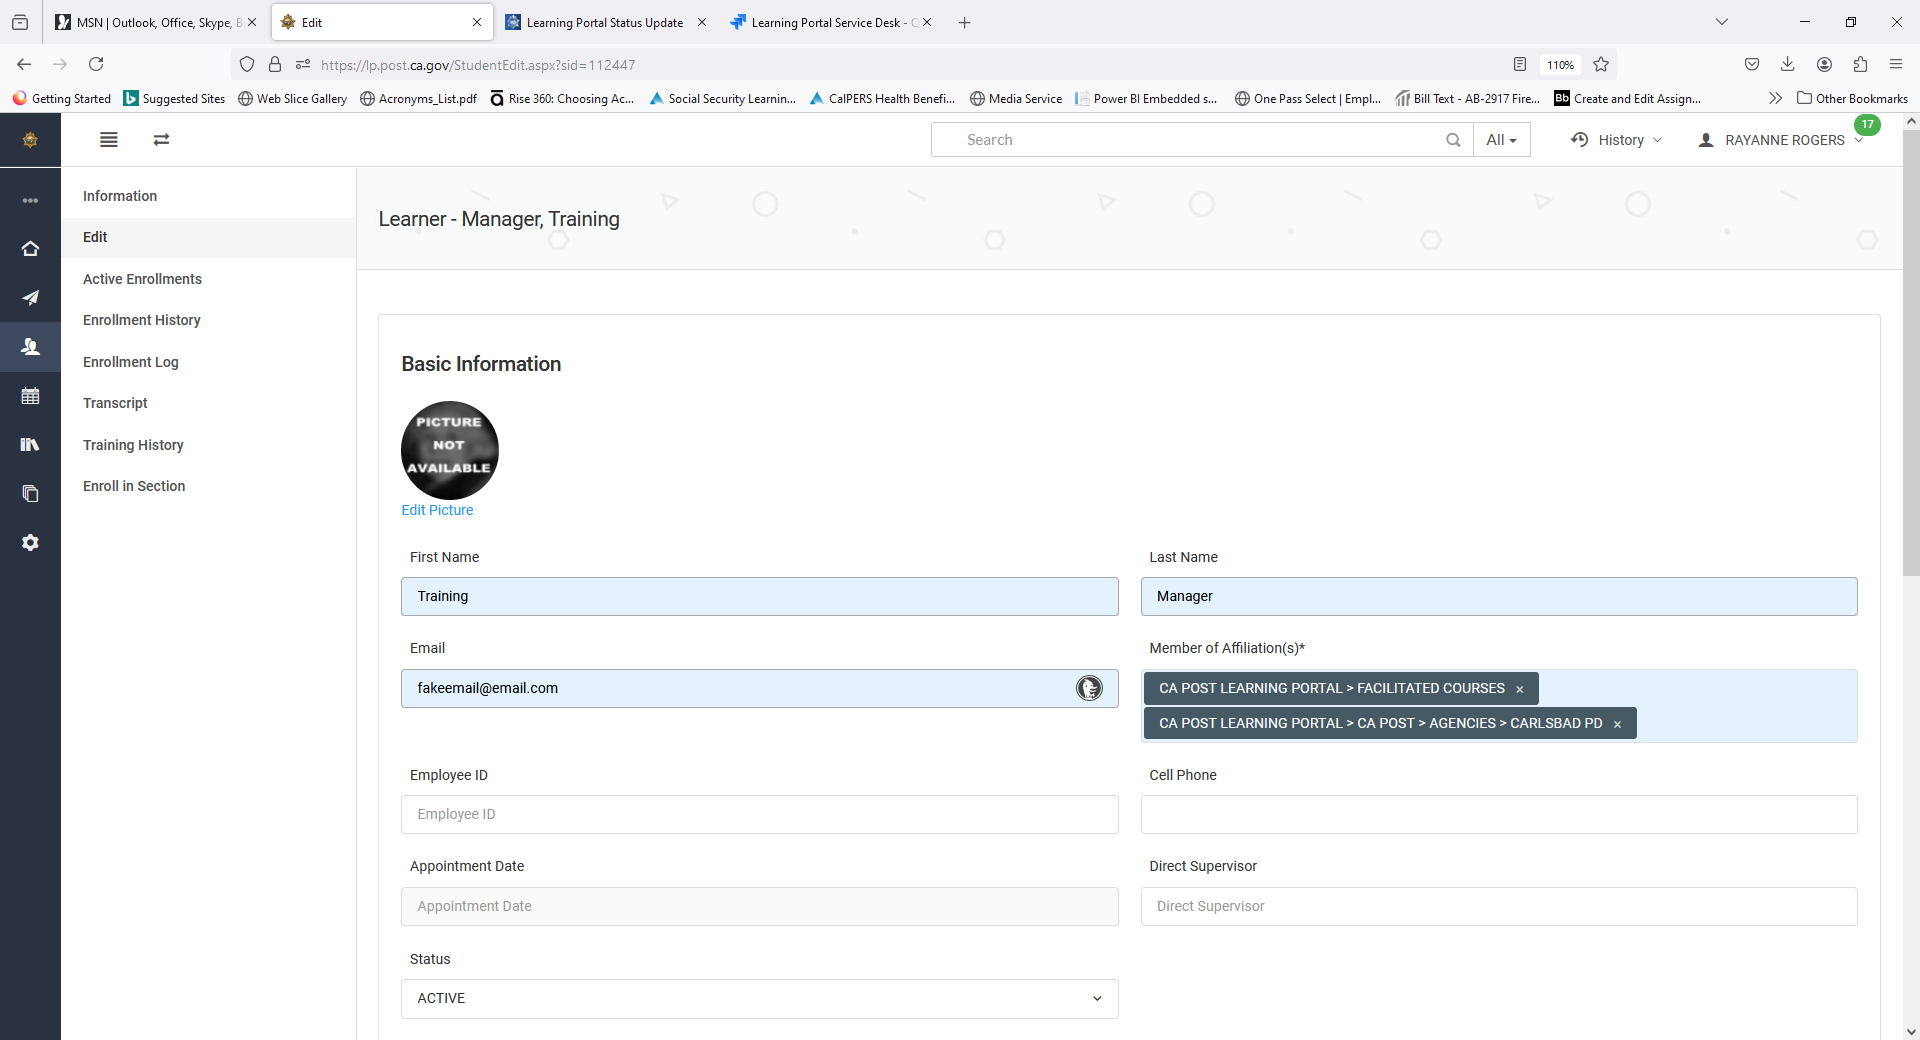 MSN | Outlook, Office, Skype, B
Edit
Learning Portal Status Update
Learning Portal Service Desk - C
https://lp.post.ca.gov/StudentEdit.aspx?sid=112447
110%
Getting Started
Suggested Sites
Web Slice Gallery
Acronyms_List.pdf
Rise 360: Choosing Ac...
Social Security Learnin...
CalPERS Health Benefi...
Media Service
Power BI Embedded s...
One Pass Select | Empl...
Bill Text - AB-2917 Fire...
Bb
Create and Edit Assign...
Other Bookmarks
Search
All
History
RAYANNE ROGERS
17
Information
Edit
Active Enrollments
Enrollment History
Enrollment Log
Transcript
Training History
Enroll in Section
Learner - Manager, Training
Basic Information
PICTURE
NOT
AVAILABLE
Edit Picture
First Name
Last Name
Training
Manager
Email
Member of Affiliation(s)*
fakeemail@email.com
CA POST LEARNING PORTAL > FACILITATED COURSES ×
CA POST LEARNING PORTAL > CA POST > AGENCIES > CARLSBAD PD ×
Employee ID
Cell Phone
Employee ID
Appointment Date
Direct Supervisor
Appointment Date
Direct Supervisor
Status
ACTIVE